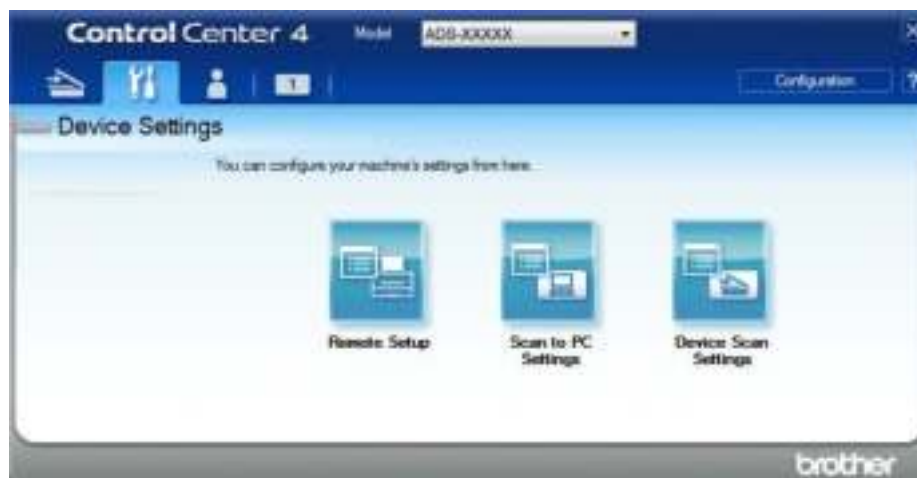 Control Center 4
Model
ADS-XXXXX
1
Configuration
?
Device Settings
You can configure your machine's settings from here.
Remote Setup
Scan to PC
Settings
Device Scan
Settings
brother